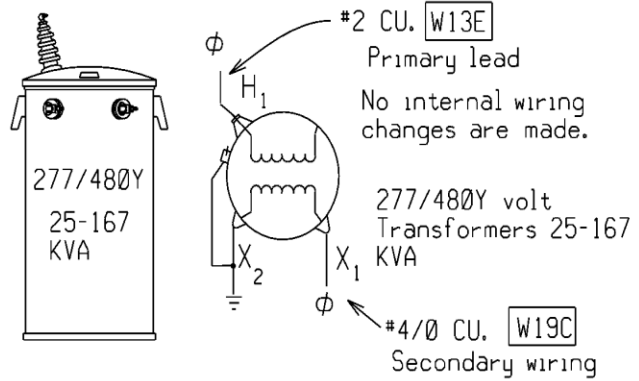 #2 CU. W13E
Primary lead
Φ
H1
No internal wiring
changes are made.
277/480Y
25-167
KVA
277/480Y volt
Transformers 25-167
KVA
X2
X1
Φ
#4/0 CU. W19C
Secondary wiring